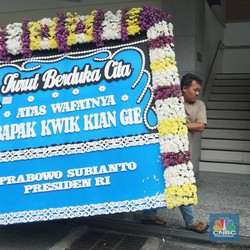 Turut Berduka Cita
ATAS WAFATNYA
BAPAK KWIK KIAN GIE
PRABOWO SUBIANTO
PRESIDEN RI
CNBC